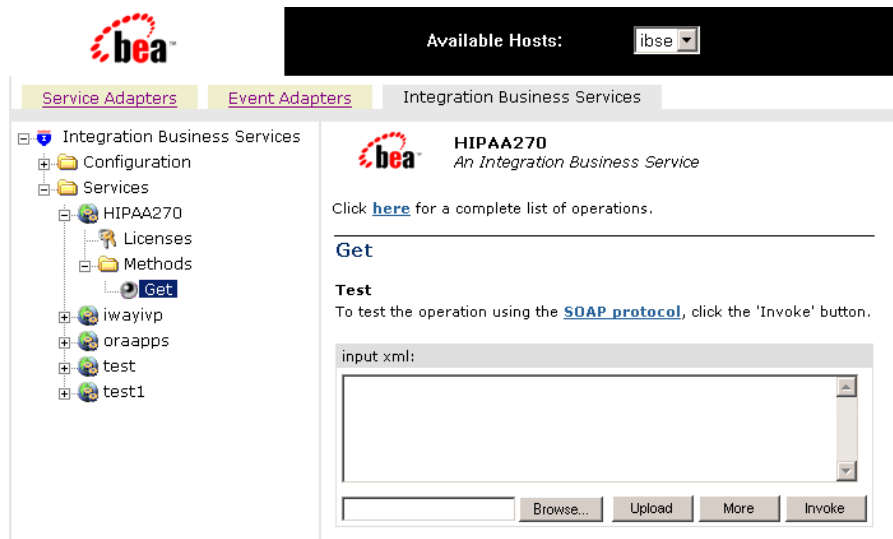 bea
Available Hosts:
ibse
Service Adapters
Event Adapters
Integration Business Services
Integration Business Services
Configuration
Services
HIPAA270
Licenses
Methods
Get
iwayivp
oraapps
test
test1
bea
HIPAA270
An Integration Business Service
Click here for a complete list of operations.
Get
Test
To test the operation using the SOAP protocol, click the 'Invoke' button.
input xml:
Browse...
Upload
More
Invoke